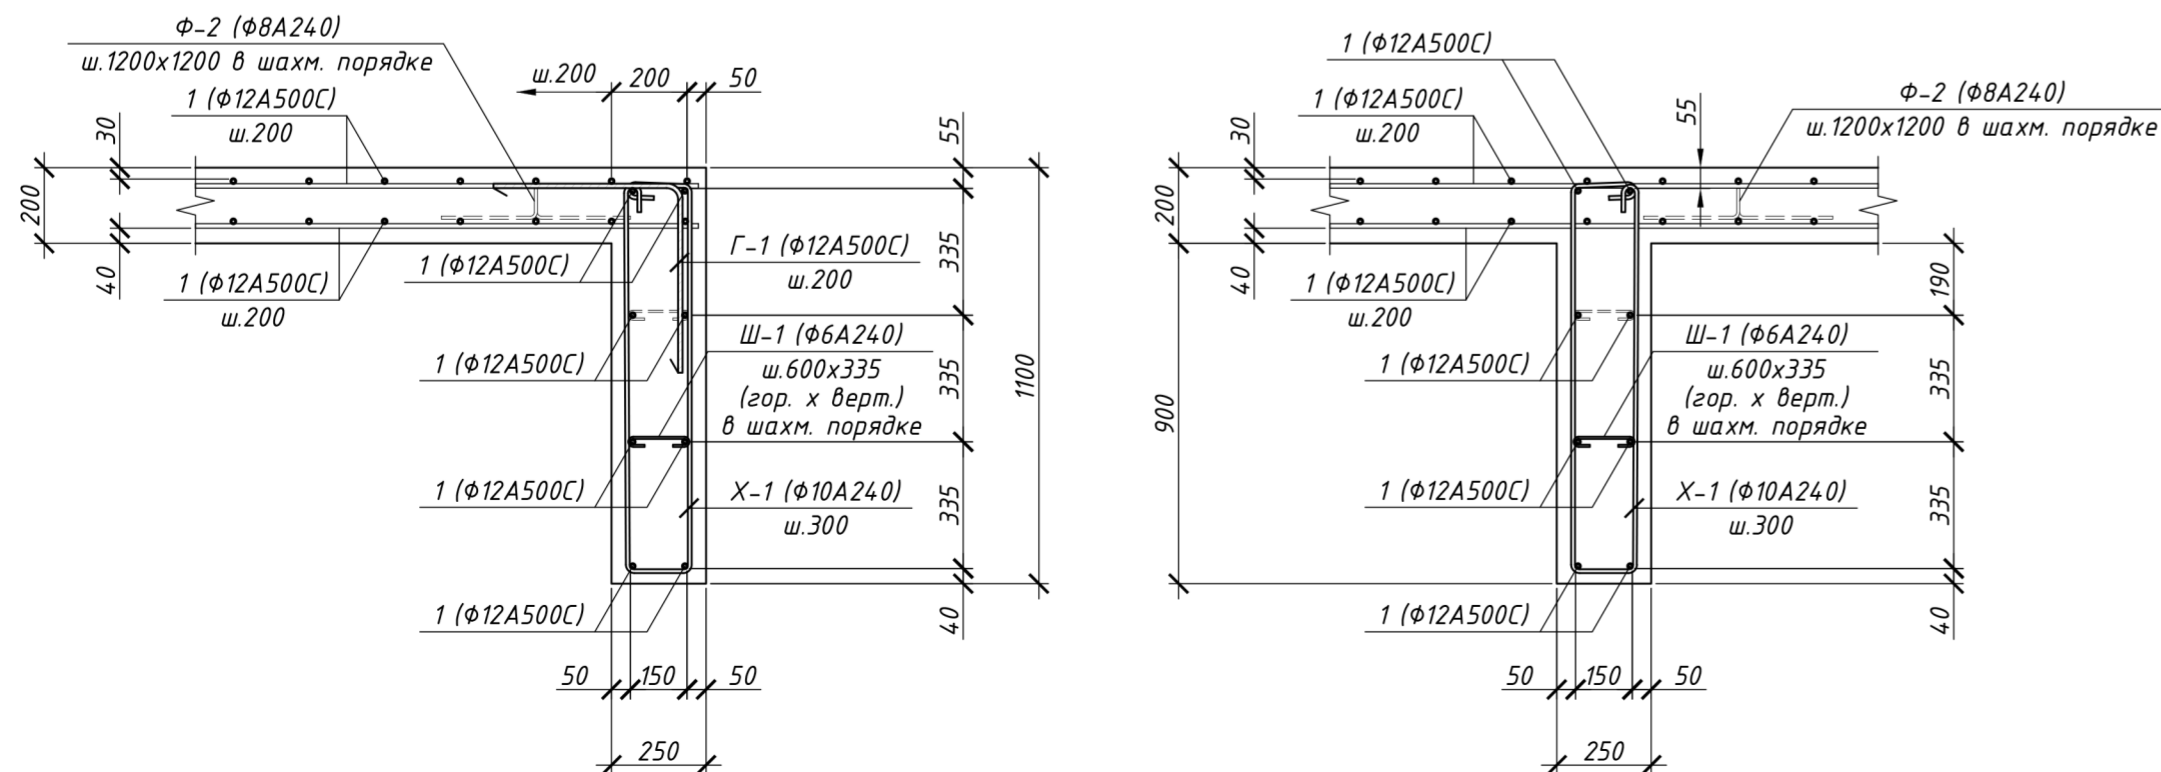 Ф-2 (Ф8А240)
ш.1200х1200 в шахм. порядке
1 (Ф12А500С)
ш.200
ш.200
200
50
30
200
40
1 (Ф12А500С)
ш.200
1 (Ф12А500С)
Г-1 (Ф12А500С)
ш.200
Ш-1 (Ф6А240)
ш.600х335
(гор. х верт.)
в шахм. порядке
1 (Ф12А500С)
1 (Ф12А500С)
Х-1 (Ф10А240)
ш.300
1 (Ф12А500С)
55
335
335
335
40
1100
50
150
50
250
1 (Ф12А500С)
1 (Ф12А500С)
ш.200
55
Ф-2 (Ф8А240)
ш.1200х1200 в шахм. порядке
30
200
40
900
1 (Ф12А500С)
ш.200
1 (Ф12А500С)
Ш-1 (Ф6А240)
ш.600х335
(гор. х верт.)
в шахм. порядке
1 (Ф12А500С)
Х-1 (Ф10А240)
ш.300
1 (Ф12А500С)
190
335
335
40
50
150
50
250